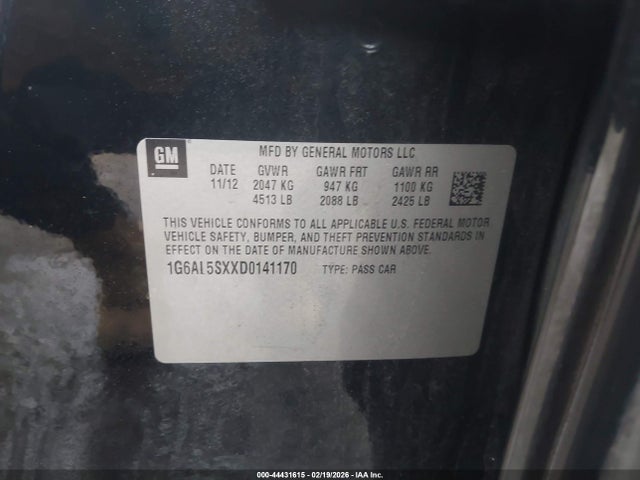 GM
MFD BY GENERAL MOTORS LLC
DATE GVWR GAWR FRT GAWR RR
11/12 2047 KG 947 KG 1100 KG
4513 LB 2088 LB 2425 LB
THIS VEHICLE CONFORMS TO ALL APPLICABLE U.S. FEDERAL MOTOR
VEHICLE SAFETY, BUMPER, AND THEFT PREVENTION STANDARDS IN
EFFECT ON THE DATE OF MANUFACTURE SHOWN ABOVE.
1G6AL5SXXD0141170 TYPE: PASS CAR
000-44431615 - 02/19/2026 - IAA Inc.